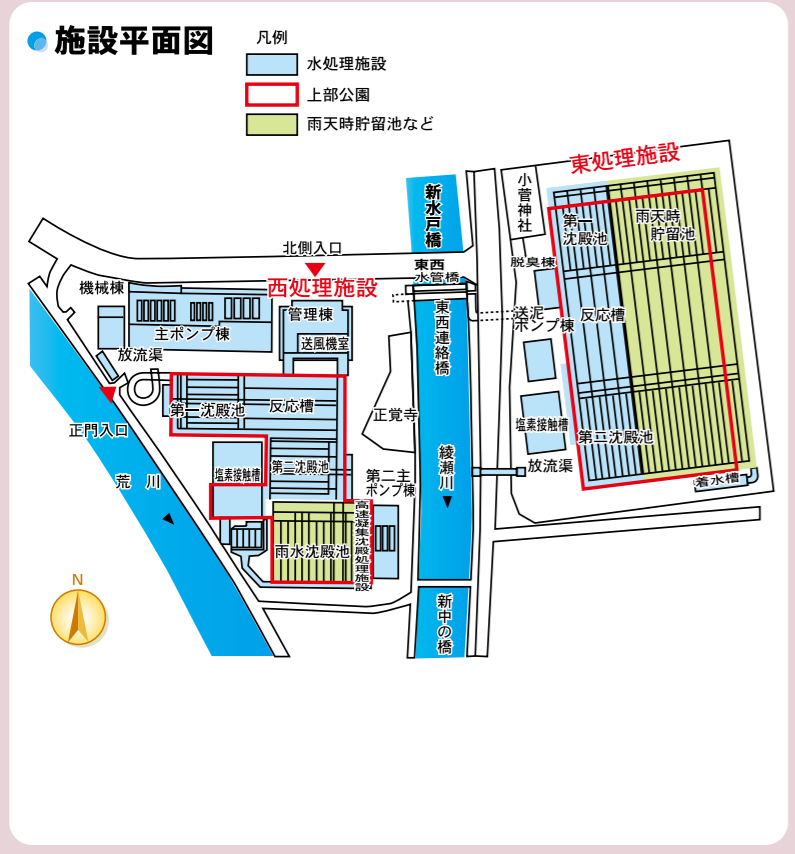 施設平面図
凡例
水処理施設
上部公園
雨天時貯留池など
東処理施設
小菅神社
新水戸橋
第一
沈殿池
雨天時
貯留池
北側入口
脱臭棟
東西
水管橋
西処理施設
機械棟
管理棟
送泥
ポンプ棟
反応槽
東西連絡橋
主ポンプ棟
送風機室
放流渠
第一沈殿池
反応槽
正覚寺
正門入口
塩素接触槽
第二沈殿池
綾瀬川
放流渠
着水槽
荒川
塩素接触槽
第二沈殿池
第二主
ポンプ棟
高速凝集沈殿処理施設
雨水沈殿池
N
新中の橋